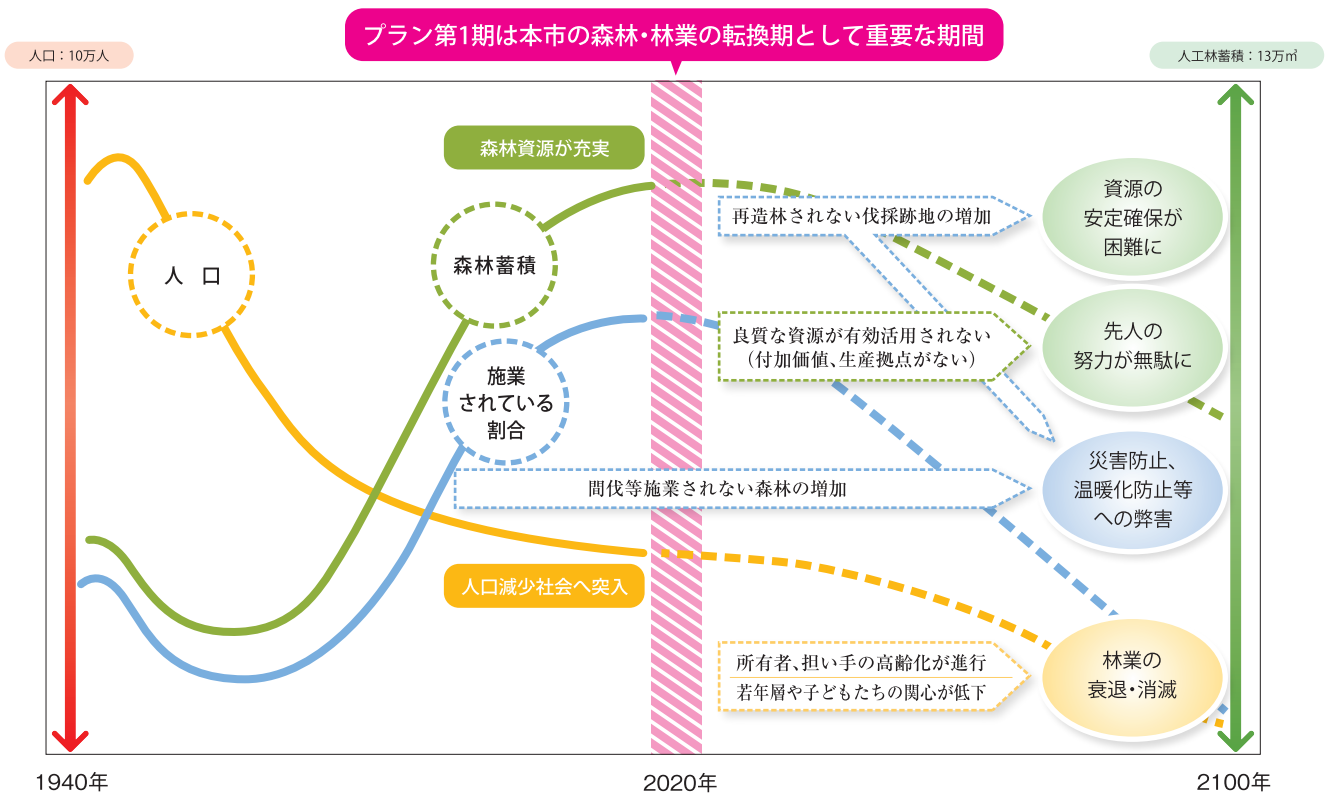 プラン第1期は本市の森林・林業の転換期として重要な期間
人口：10万人
人工林蓄積：13万㎥
森林資源が充実
人 口
森林蓄積
施業
されている
割合
人口減少社会へ突入
再造林されない伐採跡地の増加
良質な資源が有効活用されない
（付加価値、生産拠点がない）
間伐等施業されない森林の増加
所有者、担い手の高齢化が進行
若年層や子どもたちの関心が低下
資源の
安定確保が
困難に
先人の
努力が無駄に
災害防止、
温暖化防止等
への弊害
林業の
衰退・消滅
1940年
2020年
2100年